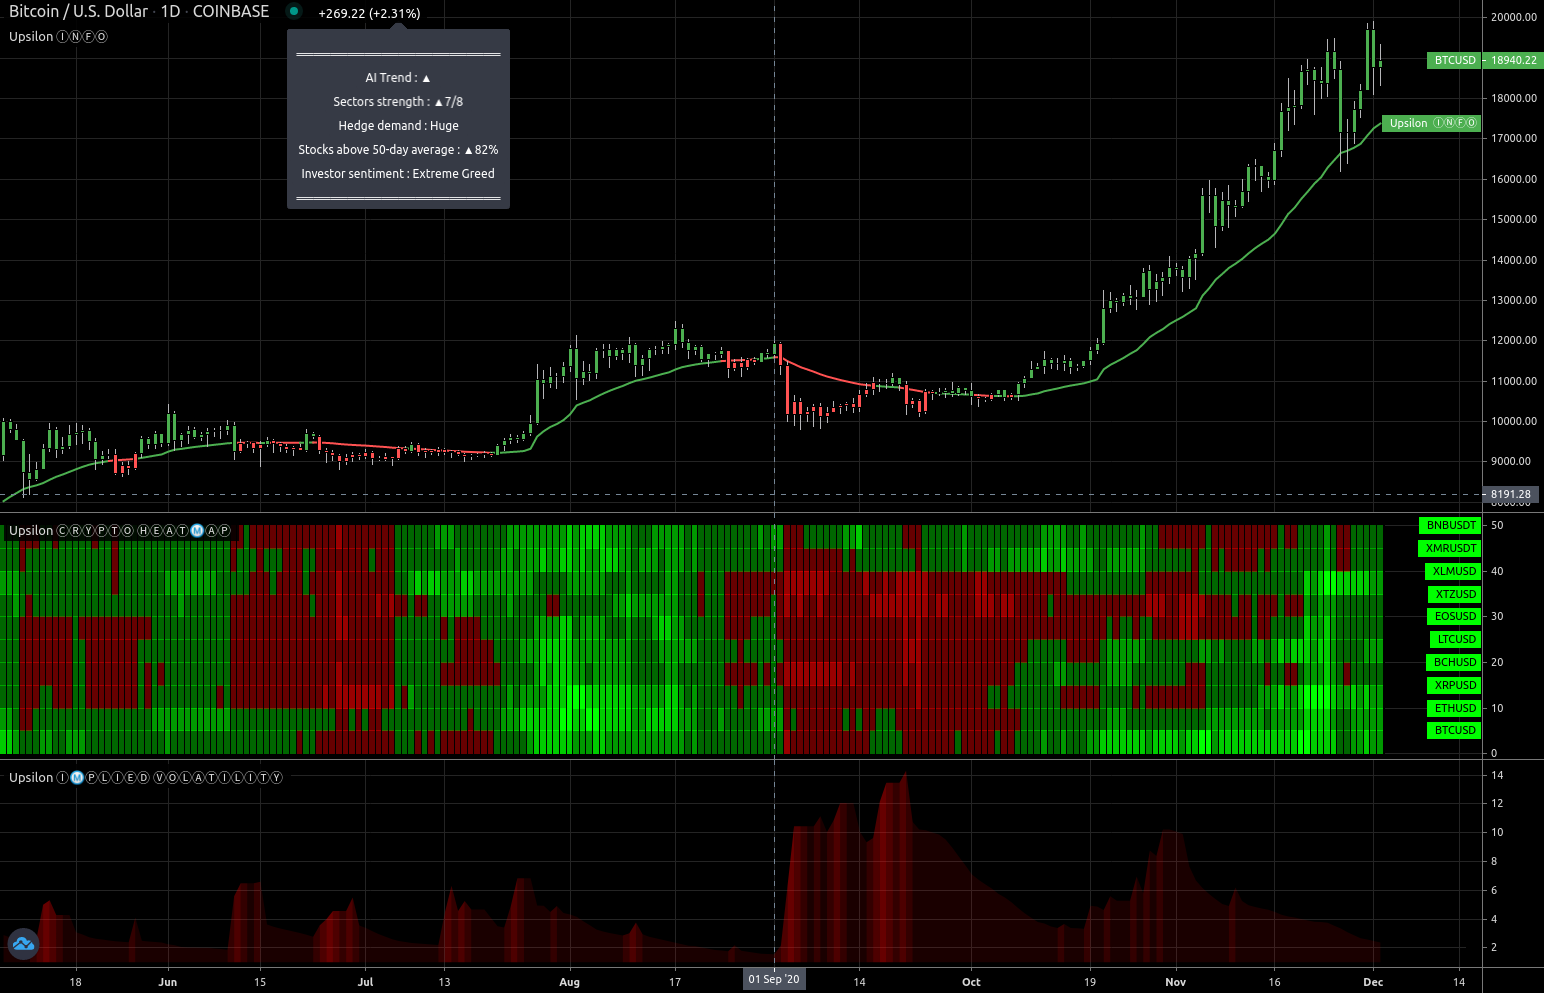 Bitcoin / U.S. Dollar · 1D · COINBASE
+269.22 (+2.31%)
Upsilon ⒾⓃⒻⓄ
AI Trend : ▲
Sectors strength : ▲7/8
Hedge demand : Huge
Stocks above 50-day average : ▲82%
Investor sentiment : Extreme Greed
20000.00
BTCUSD 18940.22
18000.00
Upsilon ⒾⓃⒻⓄ
17000.00
16000.00
15000.00
14000.00
13000.00
12000.00
11000.00
10000.00
9000.00
8191.28
Upsilon ⒸⓇⓎⓅⓉⓄ ⒽⒺⒶⓉⓂⒶⓅ
BNBUSDT 50
XMRUSDT
XLMUSD 40
XTZUSD
EOSUSD 30
LTCUSD
BCHUSD 20
XRPUSD
ETHUSD 10
BTCUSD
0
Upsilon ⒾⓂⓅⓁⒾⒺⒹ ⓋⓄⓁⒶⓉⒾⓁⒾⓉⓎ
14
12
10
8
6
4
2
18 Jun 15 Jul 13 Aug 17 01 Sep '20 14 Oct 19 Nov 16 Dec 14